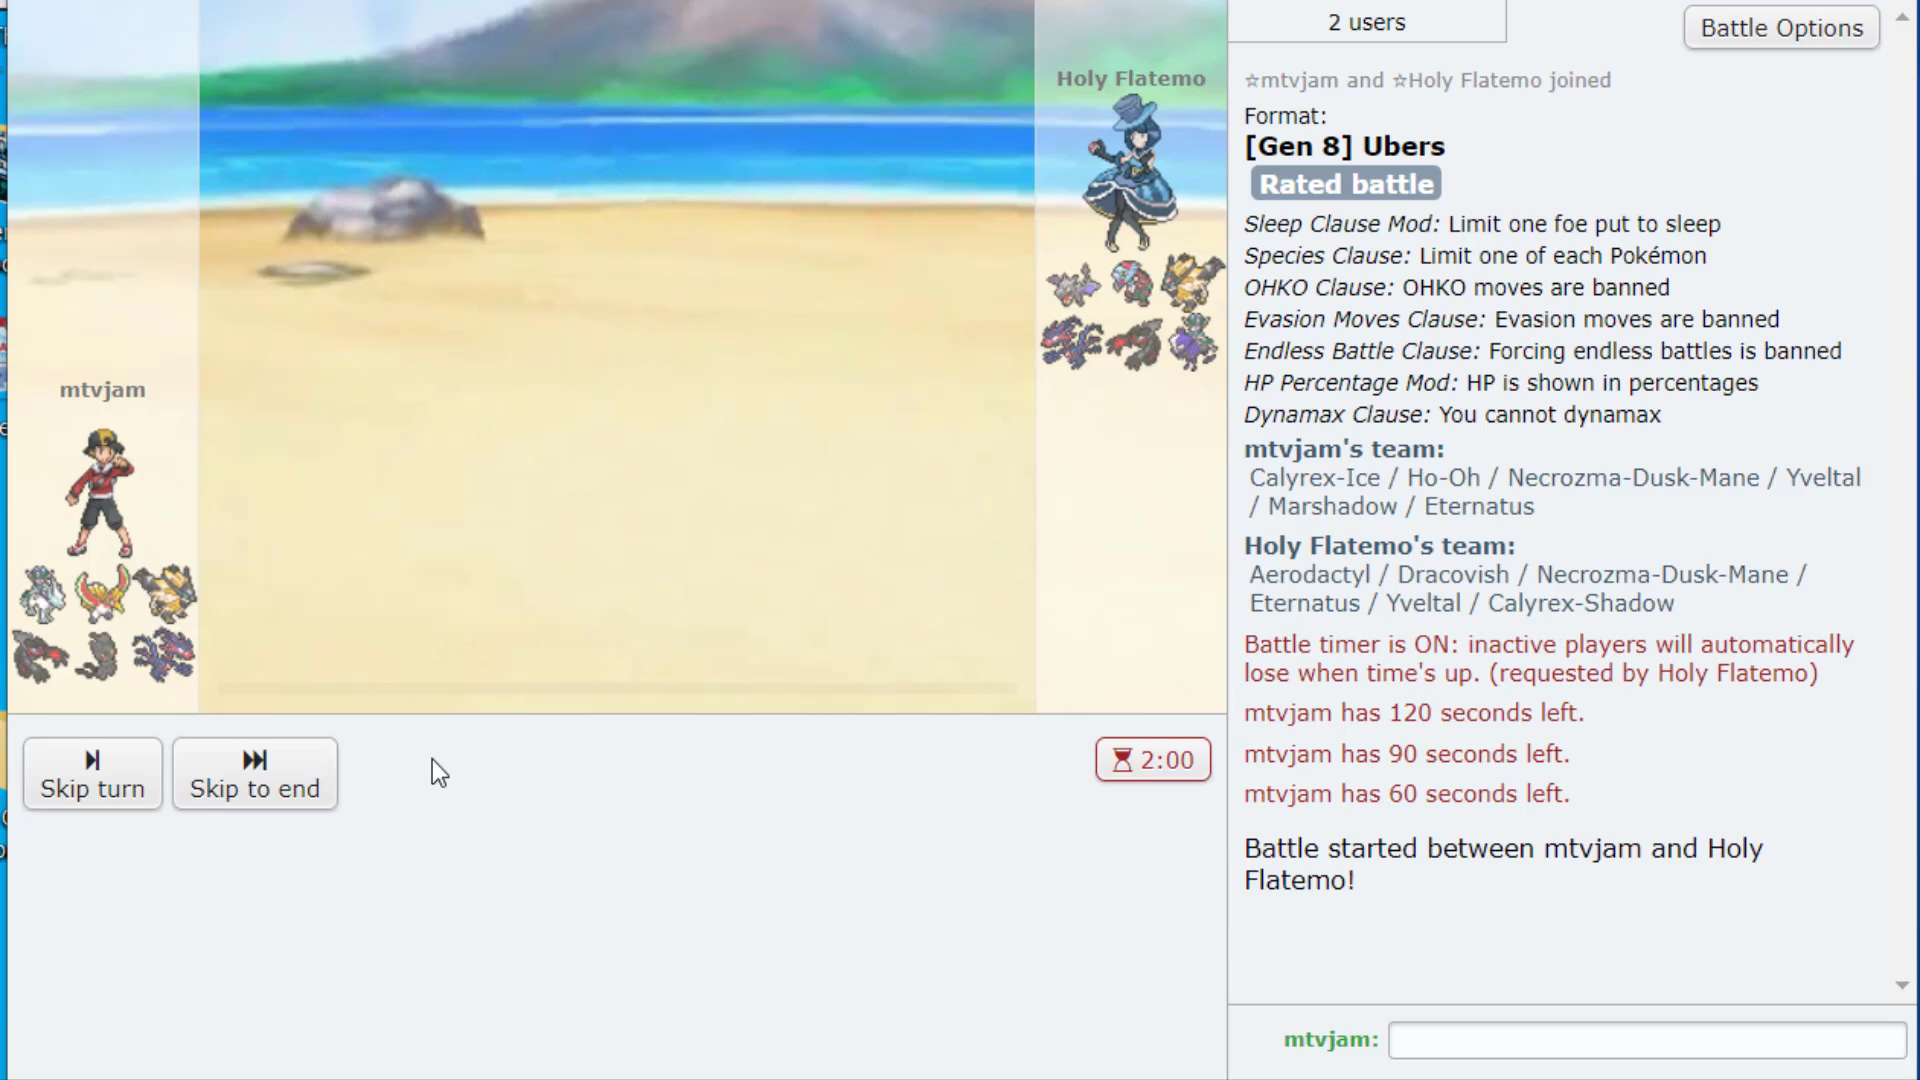 2 users
Battle Options
☆mtvjam and ☆Holy Flatemo joined
Format:
[Gen 8] Ubers
Rated battle
Sleep Clause Mod: Limit one foe put to sleep
Species Clause: Limit one of each Pokémon
OHKO Clause: OHKO moves are banned
Evasion Moves Clause: Evasion moves are banned
Endless Battle Clause: Forcing endless battles is banned
HP Percentage Mod: HP is shown in percentages
Dynamax Clause: You cannot dynamax
mtvjam's team:
Calyrex-Ice / Ho-Oh / Necrozma-Dusk-Mane / Yveltal
/ Marshadow / Eternatus
Holy Flatemo's team:
Aerodactyl / Dracovish / Necrozma-Dusk-Mane /
Eternatus / Yveltal / Calyrex-Shadow
Battle timer is ON: inactive players will automatically
lose when time's up. (requested by Holy Flatemo)
mtvjam has 120 seconds left.
mtvjam has 90 seconds left.
mtvjam has 60 seconds left.
Battle started between mtvjam and Holy
Flatemo!
mtvjam:
Holy Flatemo
mtvjam
Skip turn
Skip to end
2:00